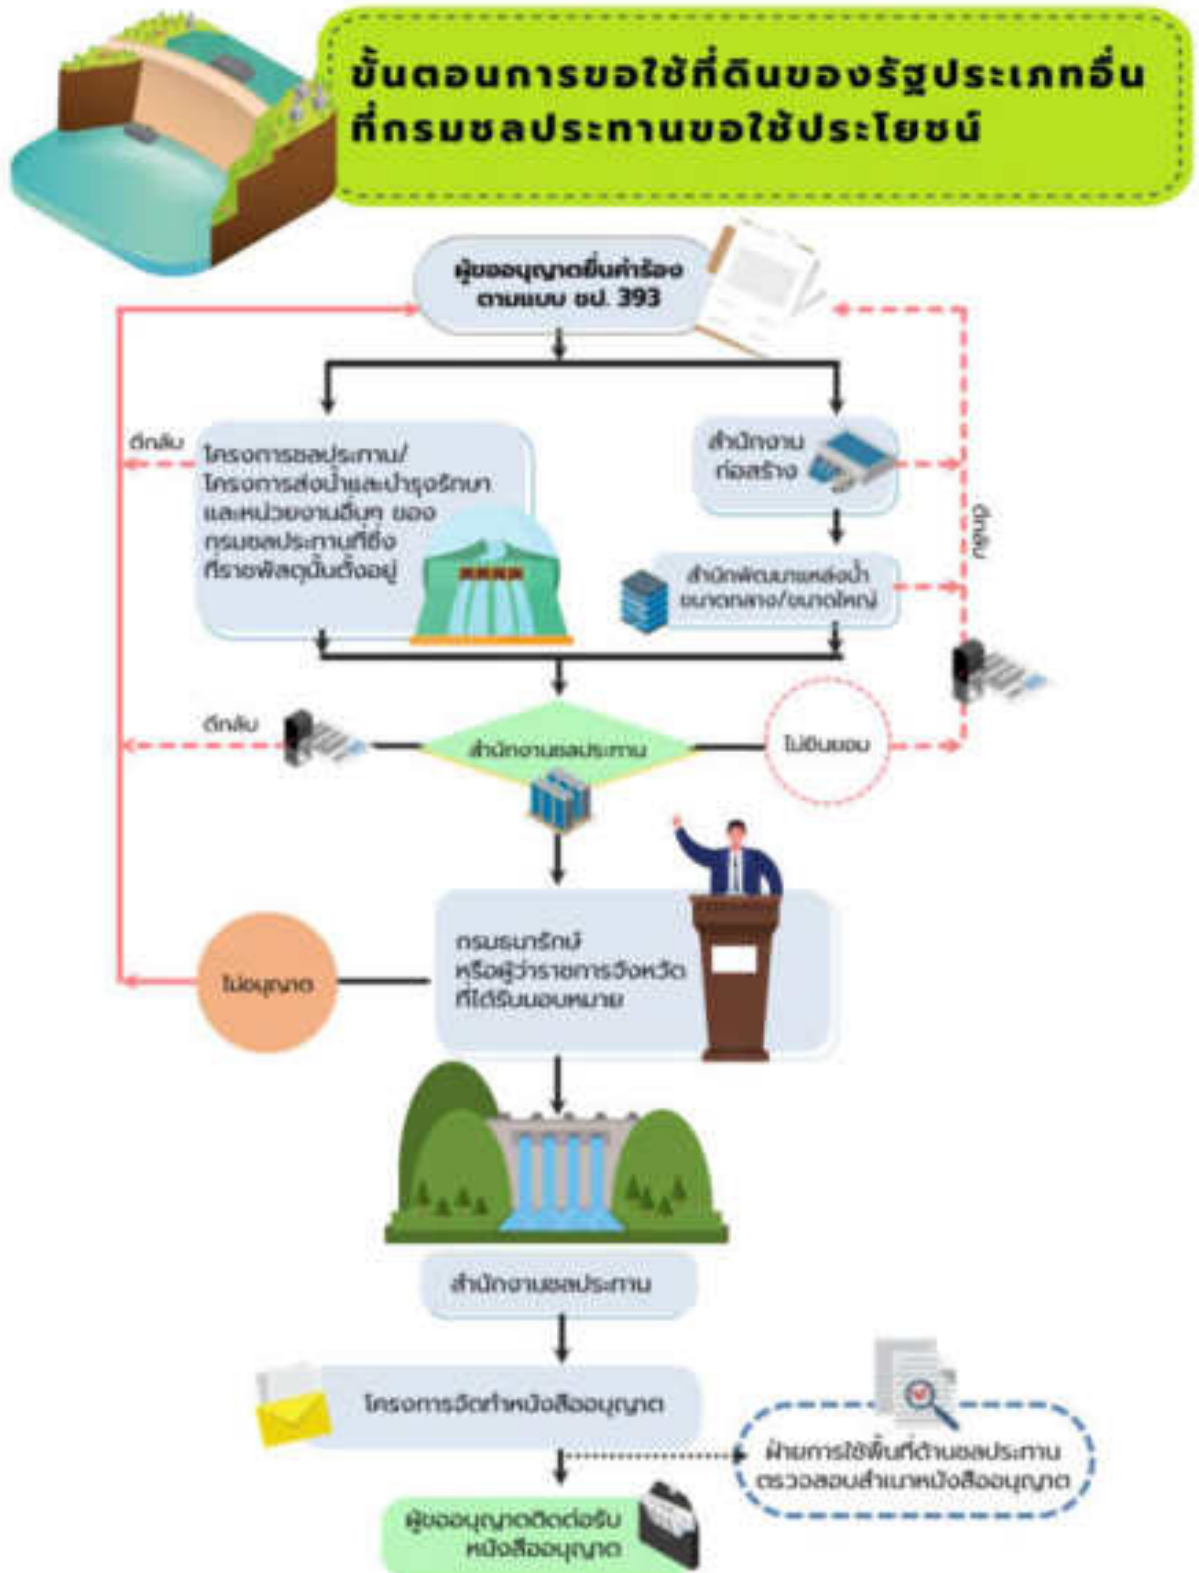 ขั้นตอนการขอใช้ที่ดินของรัฐประเภทอื่น
ที่กรมชลประทานขอใช้ประโยชน์
ผู้ขออนุญาตยื่นคำร้อง
ตามแบบ ชป. 393
ตีกลับ
โครงการชลประทาน/
โครงการส่งน้ำและบำรุงรักษา
และหน่วยงานอื่นๆ ของ
กรมชลประทานที่ซึ่ง
ที่ราชพัสดุนั้นตั้งอยู่
สำนักงาน
ก่อสร้าง
ตีกลับ
สำนักพัฒนาแหล่งน้ำ
ขนาดกลาง/ขนาดใหญ่
ตีกลับ
สำนักงานชลประทาน
ไม่ยินยอม
กรมธนารักษ์
หรือผู้ว่าราชการจังหวัด
ที่ได้รับมอบหมาย
ไม่อนุญาต
สำนักงานชลประทาน
โครงการจัดทำหนังสืออนุญาต
ฝ่ายการใช้พื้นที่ด้านชลประทาน
ตรวจสอบสำเนาหนังสืออนุญาต
ผู้ขออนุญาตติดต่อรับ
หนังสืออนุญาต